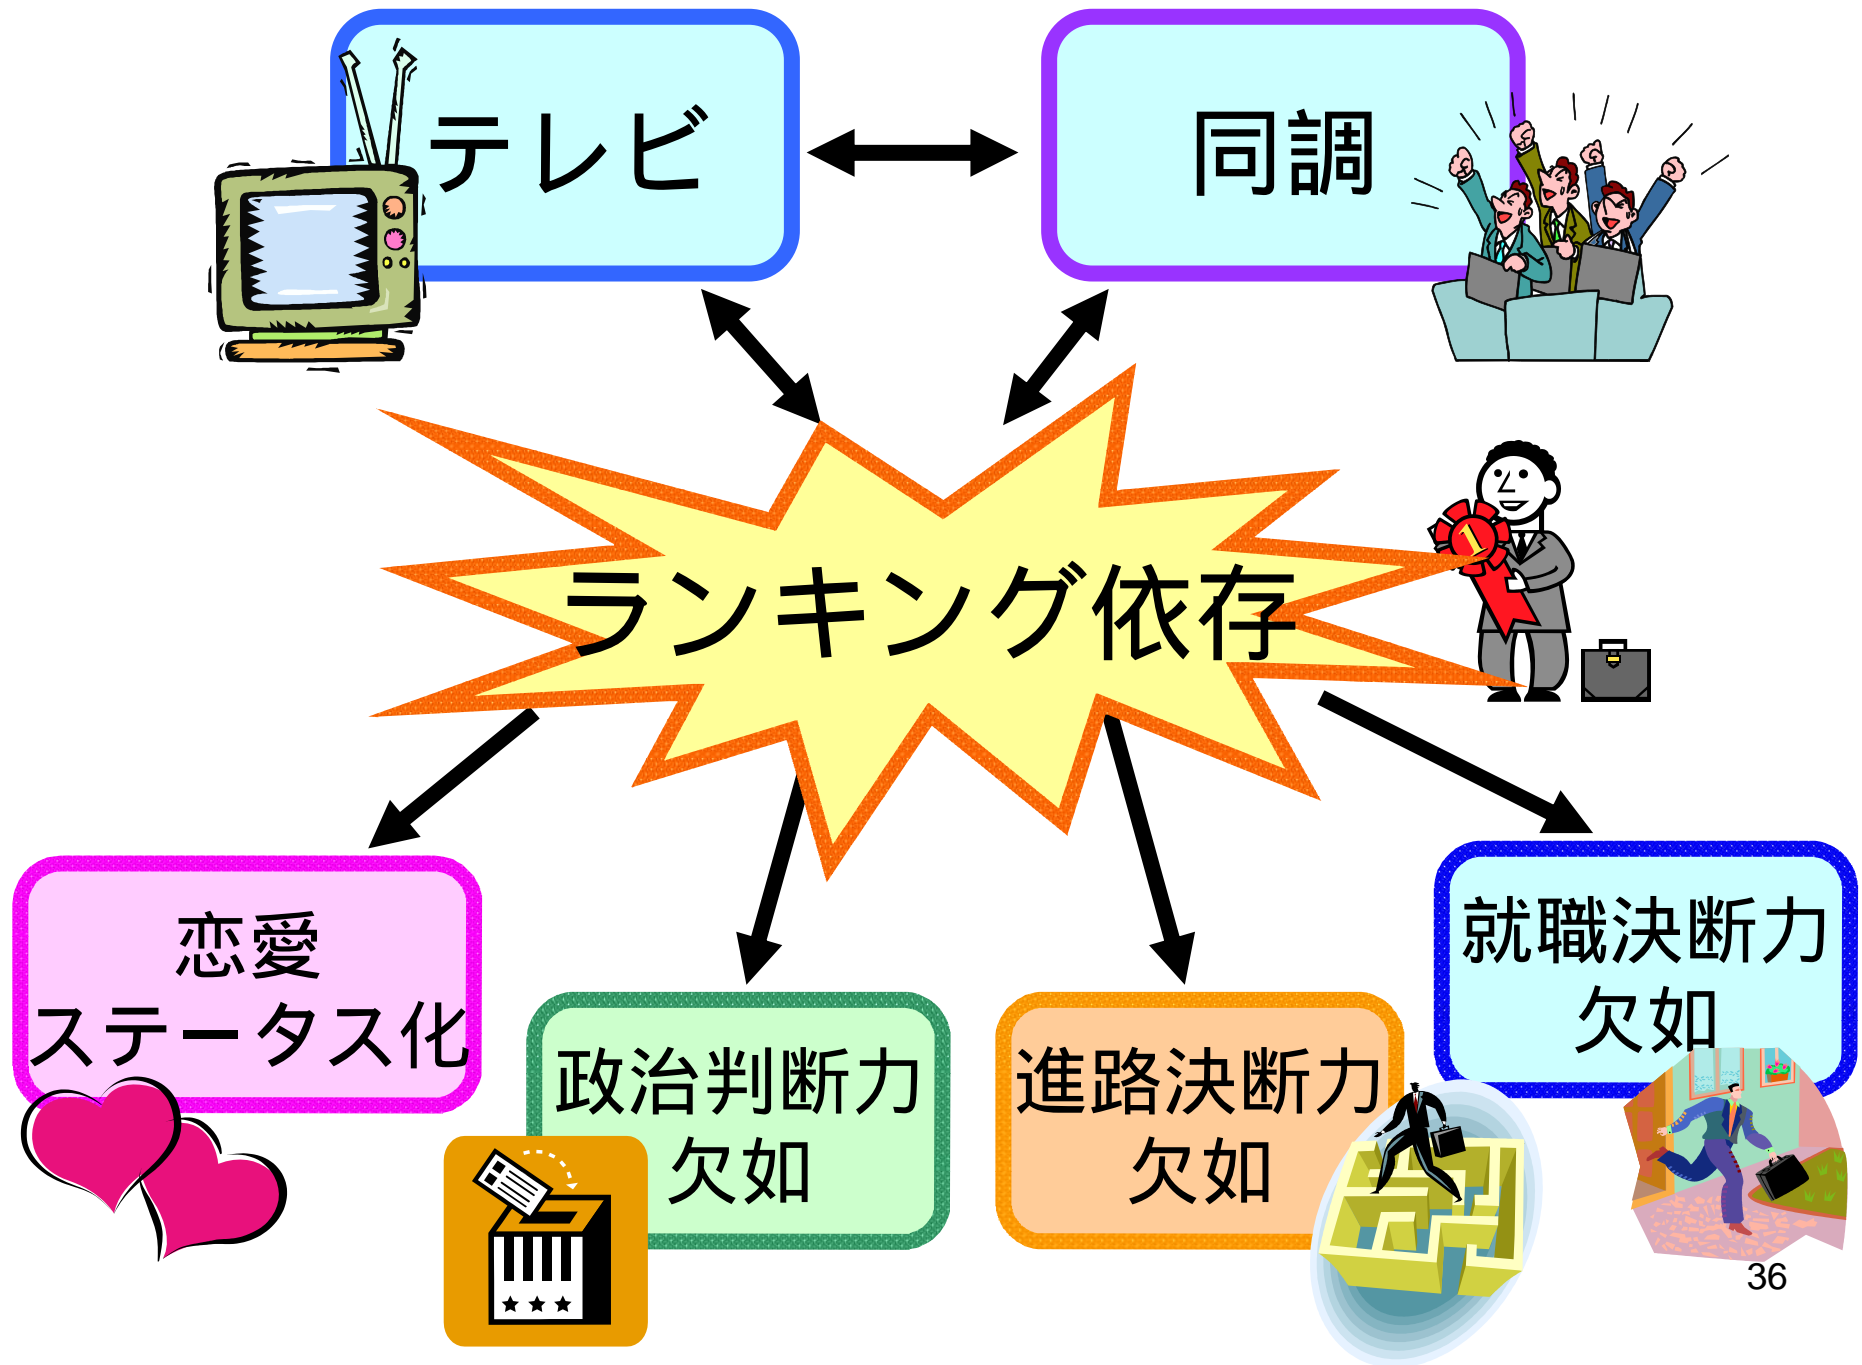 テレビ
同調
ランキング依存
恋愛
ステータス化
政治判断力
欠如
進路決断力
欠如
就職決断力
欠如
1
36